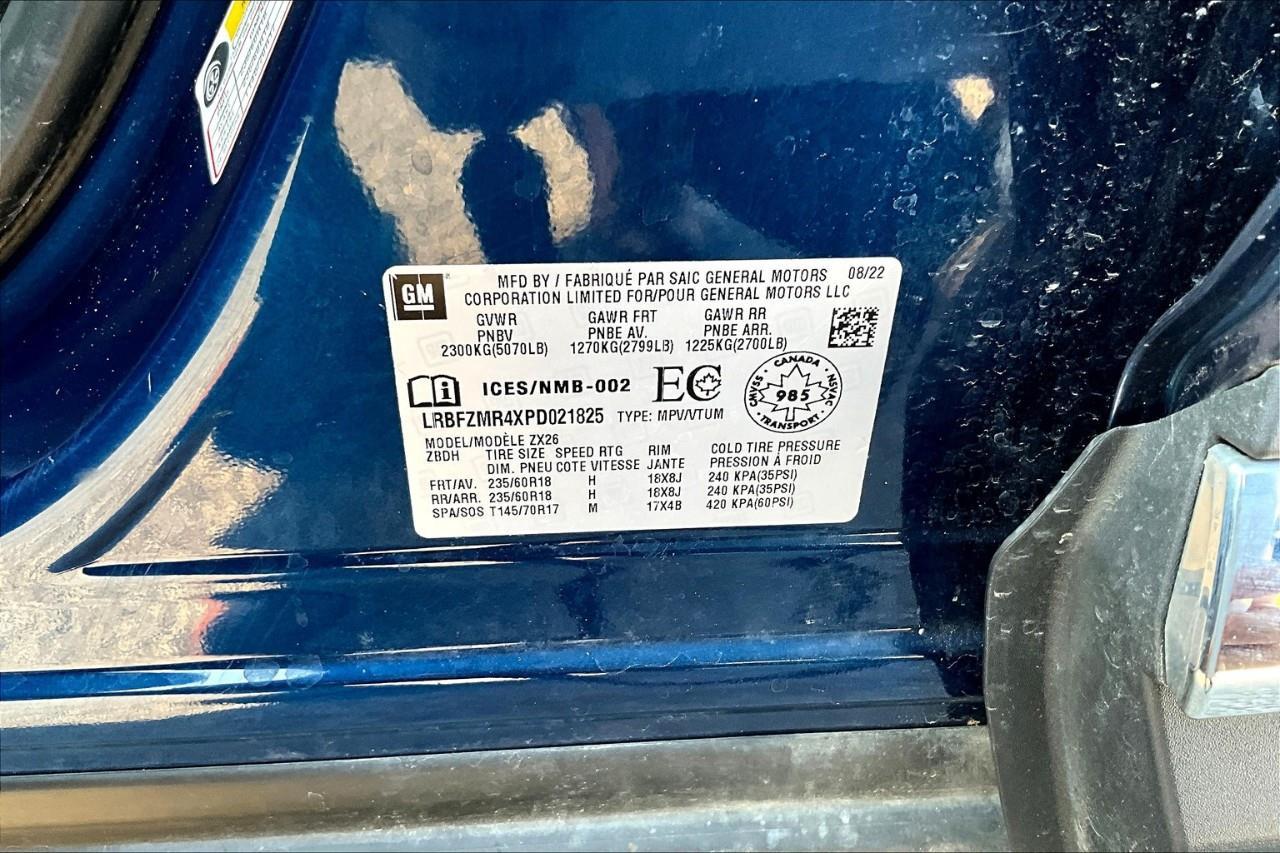 GM
MFD BY / FABRIQUÉ PAR SAIC GENERAL MOTORS 08/22
CORPORATION LIMITED FOR/POUR GENERAL MOTORS LLC
GVWR GAWR FRT GAWR RR
PNBV PNBE AV. PNBE ARR.
2300KG(5070LB) 1270KG(2799LB) 1225KG(2700LB)
ICES/NMB-002 EC
CANADA
CMVSS 985 NSVAC
TRANSPORT
LRBFZMR4XPD021825 TYPE: MPV/VTUM
MODEL/MODÈLE ZX26
ZBDH TIRE SIZE SPEED RTG RIM COLD TIRE PRESSURE
DIM. PNEU COTE VITESSE JANTE PRESSION À FROID
FRT/AV. 235/60R18 H 18X8J 240 KPA(35PSI)
RR/ARR. 235/60R18 H 18X8J 240 KPA(35PSI)
SPA/SOS T145/70R17 M 17X4B 420 KPA(60PSI)